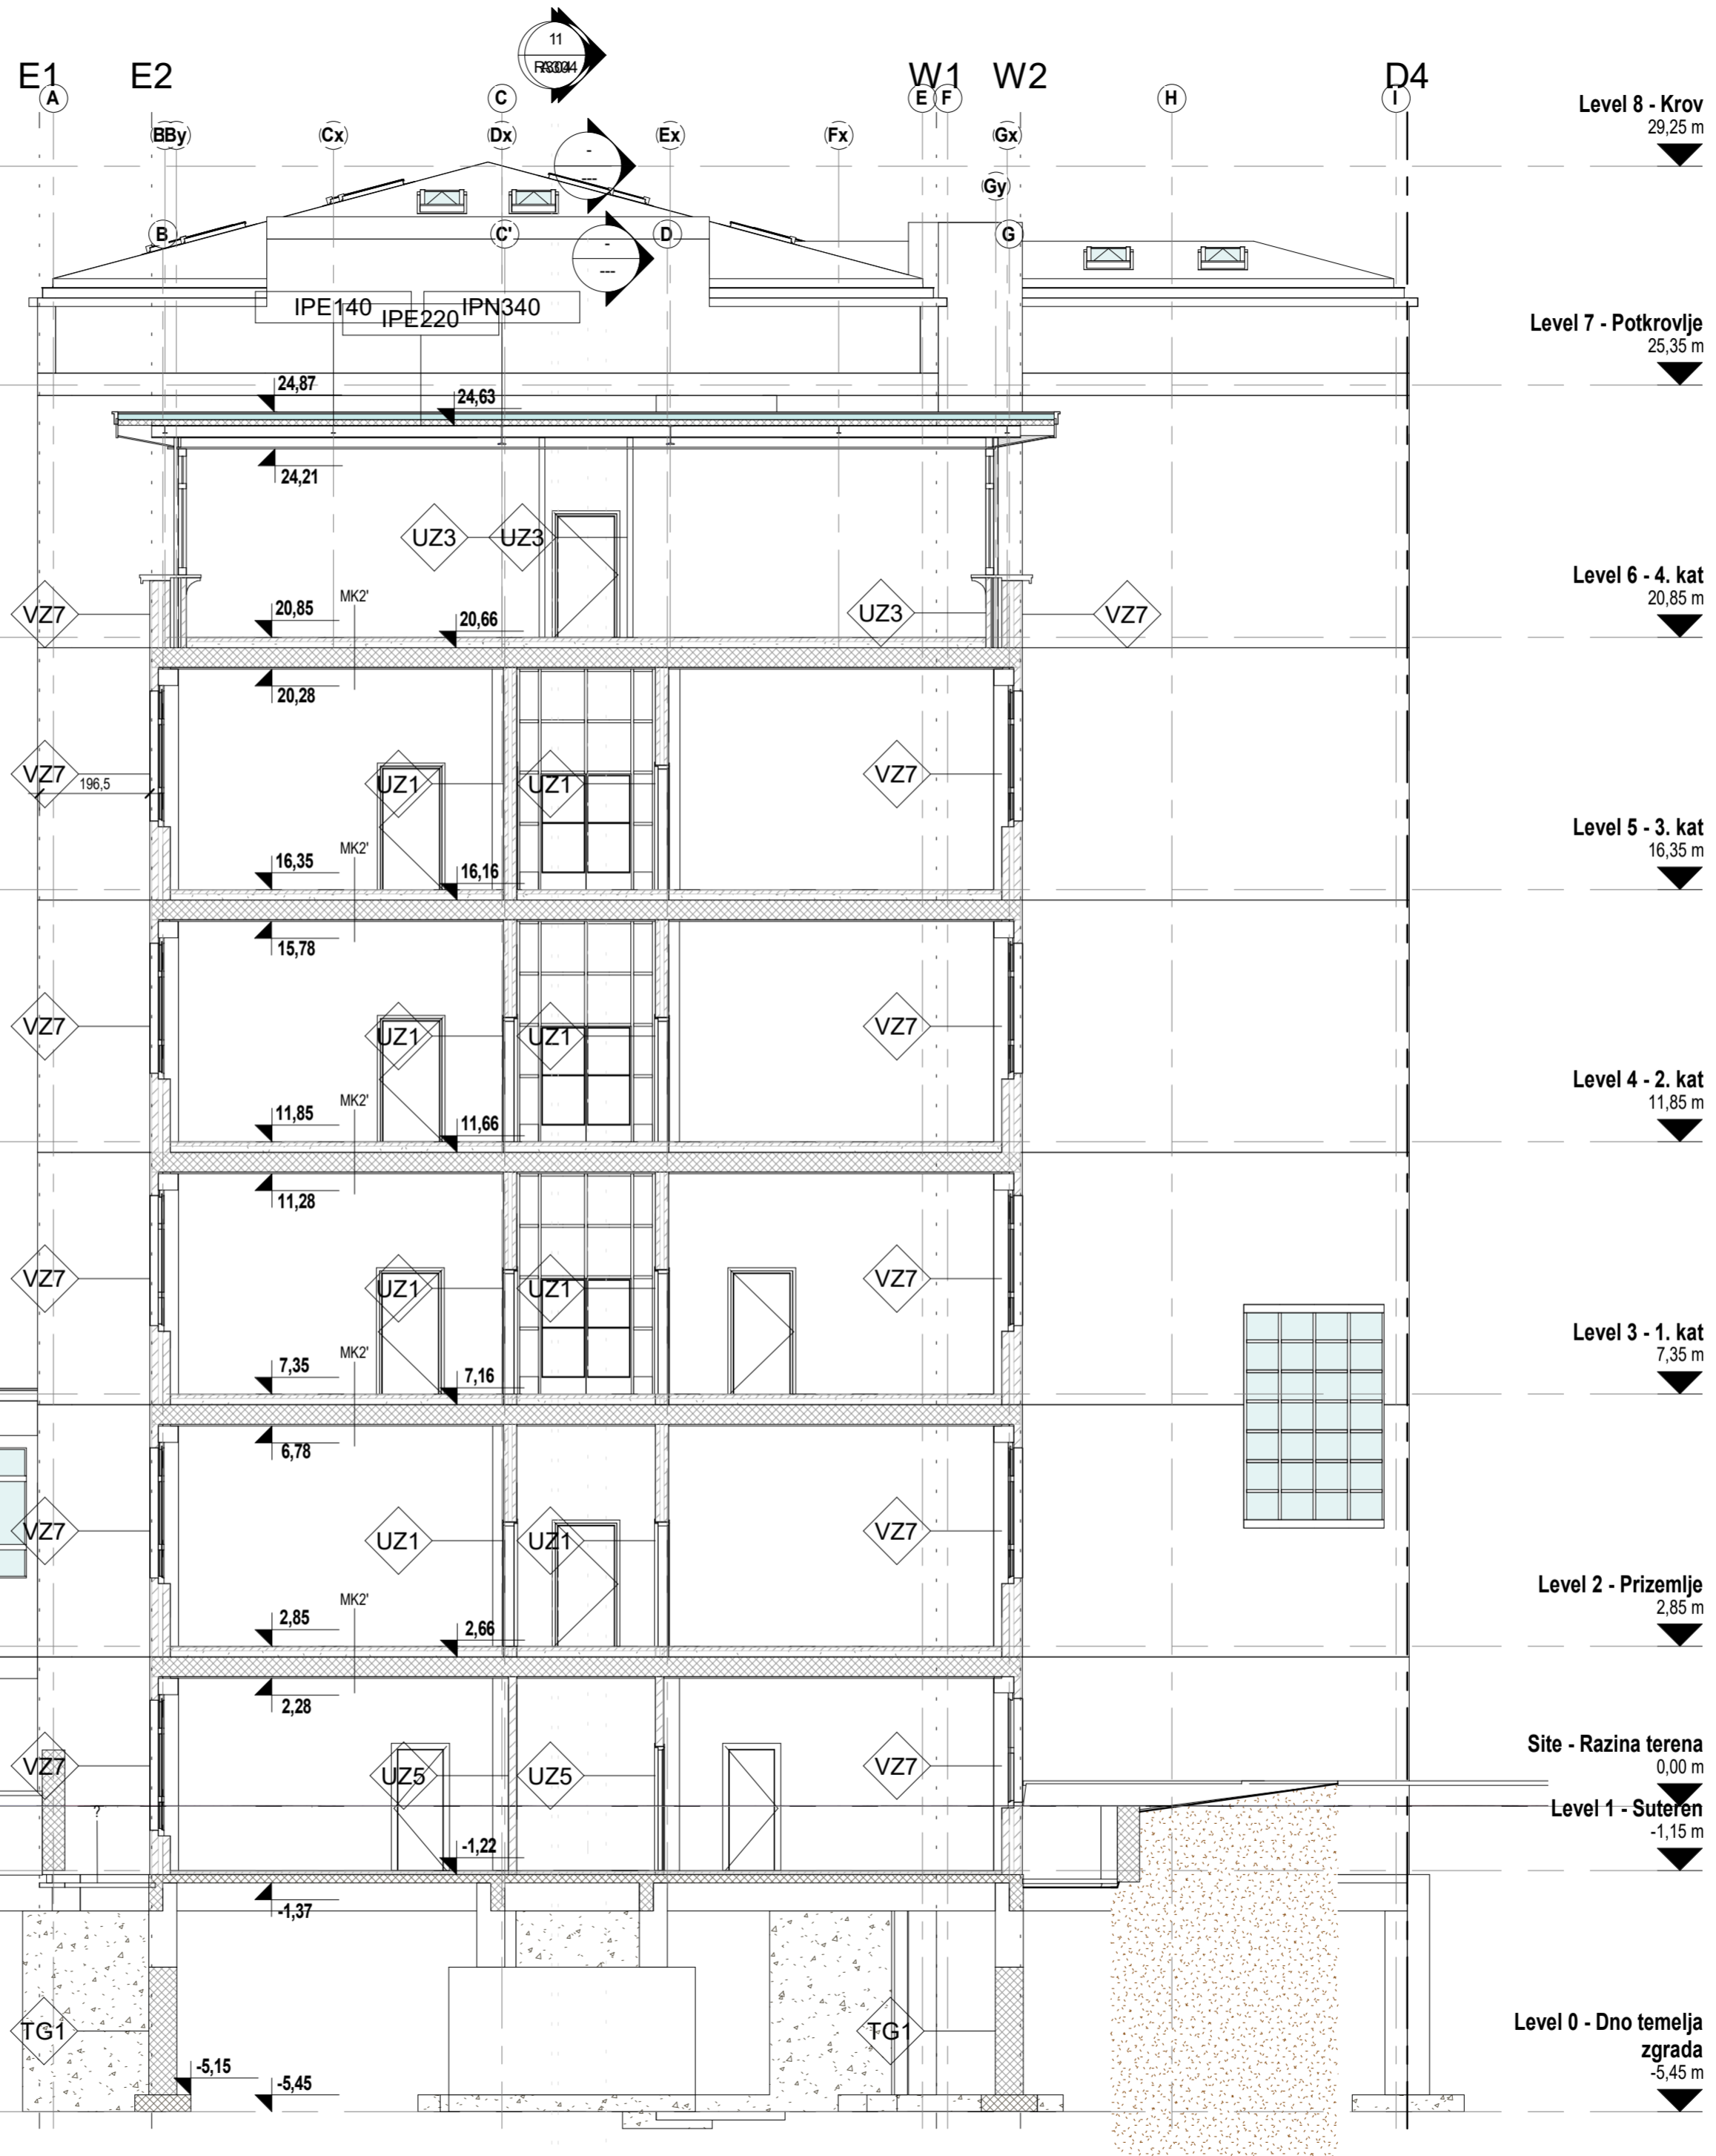 11
E1 E2 W1 W2 D4
A C E F H I
Level 8 - Krov
29,25 m
By Cx Dx Ex Fx Gx
-
---
Gy
B C' D G
-
---
IPE140 IPE220 IPN340
Level 7 - Potkrovlje
25,35 m
24,87 24,63
24,21
UZ3 UZ3
Level 6 - 4. kat
20,85 m
VZ7 MK2' 20,85 20,66 UZ3 VZ7
20,28
VZ7 UZ1 UZ1 VZ7
196,5
Level 5 - 3. kat
16,35 m
MK2' 16,35 16,16
15,78
VZ7 UZ1 UZ1 VZ7
Level 4 - 2. kat
11,85 m
MK2' 11,85 11,66
11,28
VZ7 UZ1 UZ1 VZ7
Level 3 - 1. kat
7,35 m
MK2' 7,35 7,16
6,78
VZ7 UZ1 UZ1 VZ7
Level 2 - Prizemlje
2,85 m
MK2' 2,85 2,66
2,28
VZ7 UZ5 UZ5 VZ7
Site - Razina terena
0,00 m
?
Level 1 - Suteren
-1,15 m
-1,22
-1,37
TG1 TG1
Level 0 - Dno temelja
zgrada
-5,45 m
-5,15
-5,45